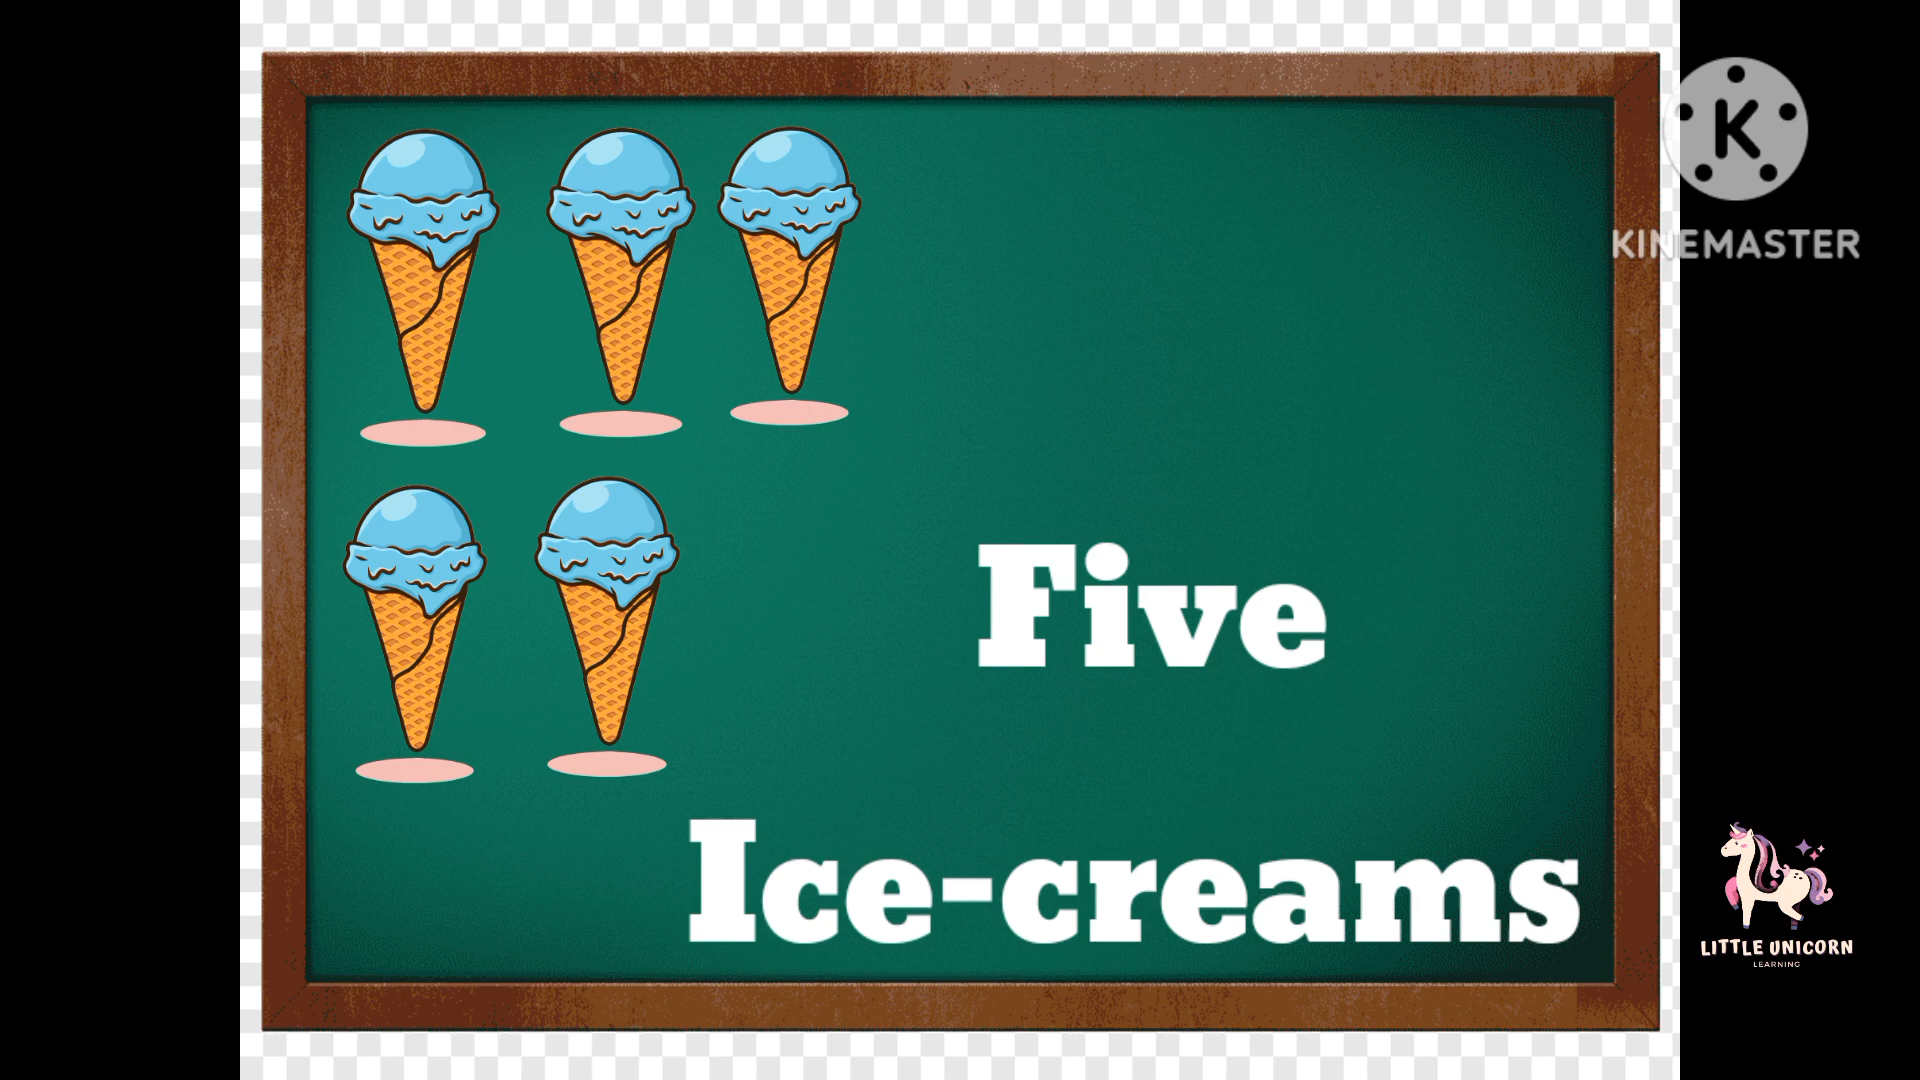 K
KINEMASTER
Five
Ice-creams
LITTLE UNICORN
LEARNING